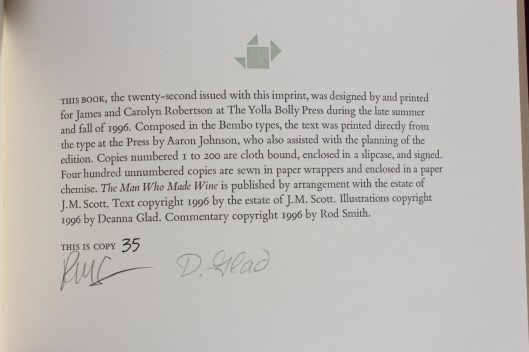 THIS BOOK, the twenty-second issued with this imprint, was designed by and printed
for James and Carolyn Robertson at The Yolla Bolly Press during the late summer
and fall of 1996. Composed in the Bembo types, the text was printed directly from
the type at the Press by Aaron Johnson, who also assisted with the planning of the
edition. Copies numbered 1 to 200 are cloth bound, enclosed in a slipcase, and signed.
Four hundred unnumbered copies are sewn in paper wrappers and enclosed in a paper
chemise. The Man Who Made Wine is published by arrangement with the estate of
J.M. Scott. Text copyright 1996 by the estate of J.M. Scott. Illustrations copyright
1996 by Deanna Glad. Commentary copyright 1996 by Rod Smith.
THIS IS COPY 35
D. Glad